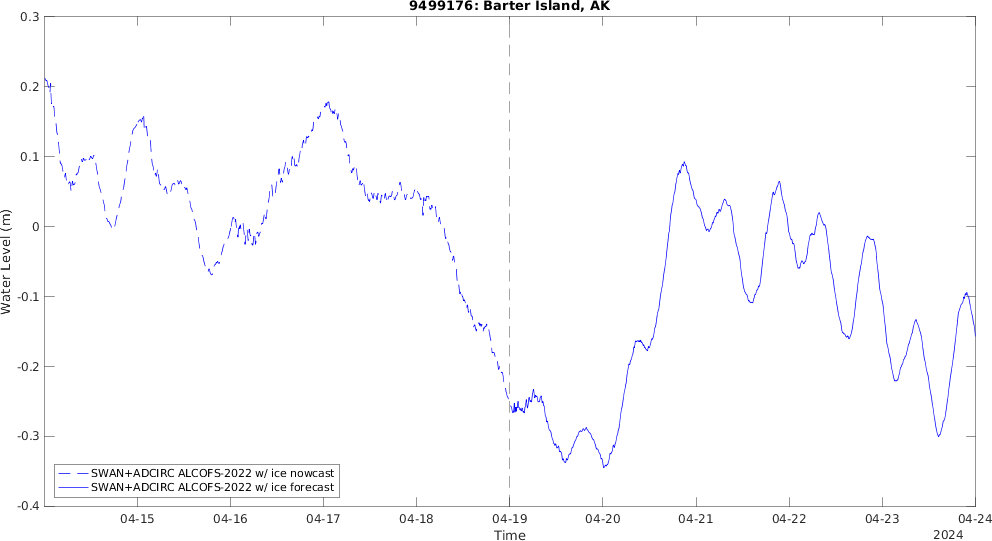 9499176: Barter Island, AK
0.3
0.2
0.1
0
-0.1
-0.2
-0.3
-0.4
Water Level (m)
SWAN+ADCIRC ALCOFS-2022 w/ ice nowcast
SWAN+ADCIRC ALCOFS-2022 w/ ice forecast
04-15 04-16 04-17 04-18 04-19 04-20 04-21 04-22 04-23 04-24
Time
2024